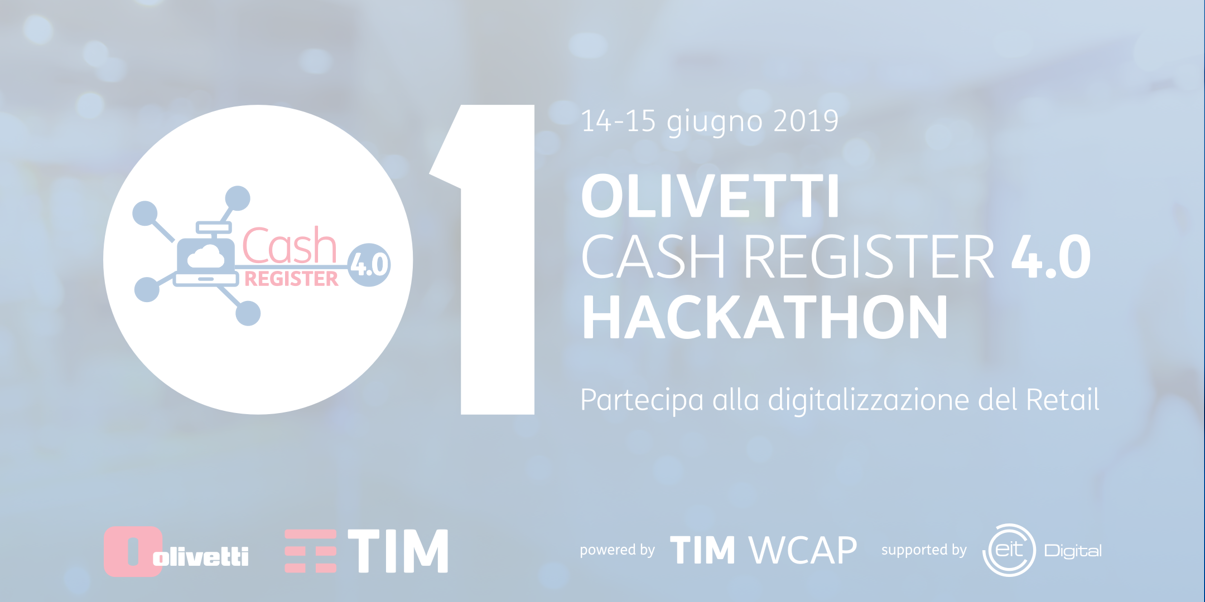 01
Cash
REGISTER
4.0
14-15 giugno 2019
OLIVETTI
CASH REGISTER 4.0
HACKATHON
Partecipa alla digitalizzazione del Retail
olivetti
TIM
powered by TIM WCAP
supported by eit Digital